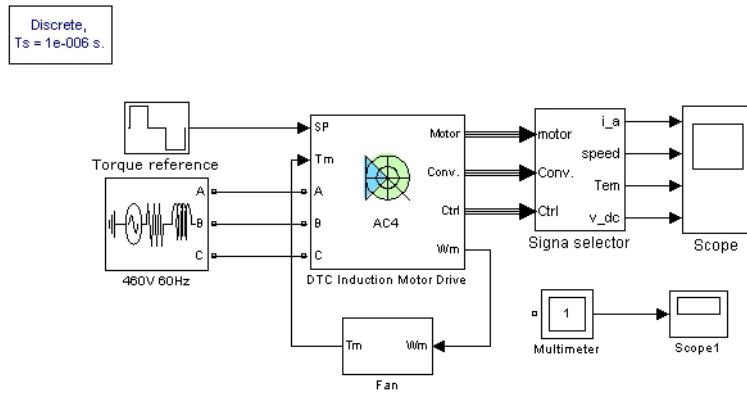 Discrete,
Ts = 1e-006 s.
SP
Tm
A
B
C
Motor
Conv.
Ctrl
Wm
AC4
DTC Induction Motor Drive
Torque reference
A
B
C
460V 60Hz
motor
Conv.
Ctrl
i_a
speed
Tem
v_dc
Signa selector
Scope
Tm
Wm
Fan
1
Multimeter
Scope1